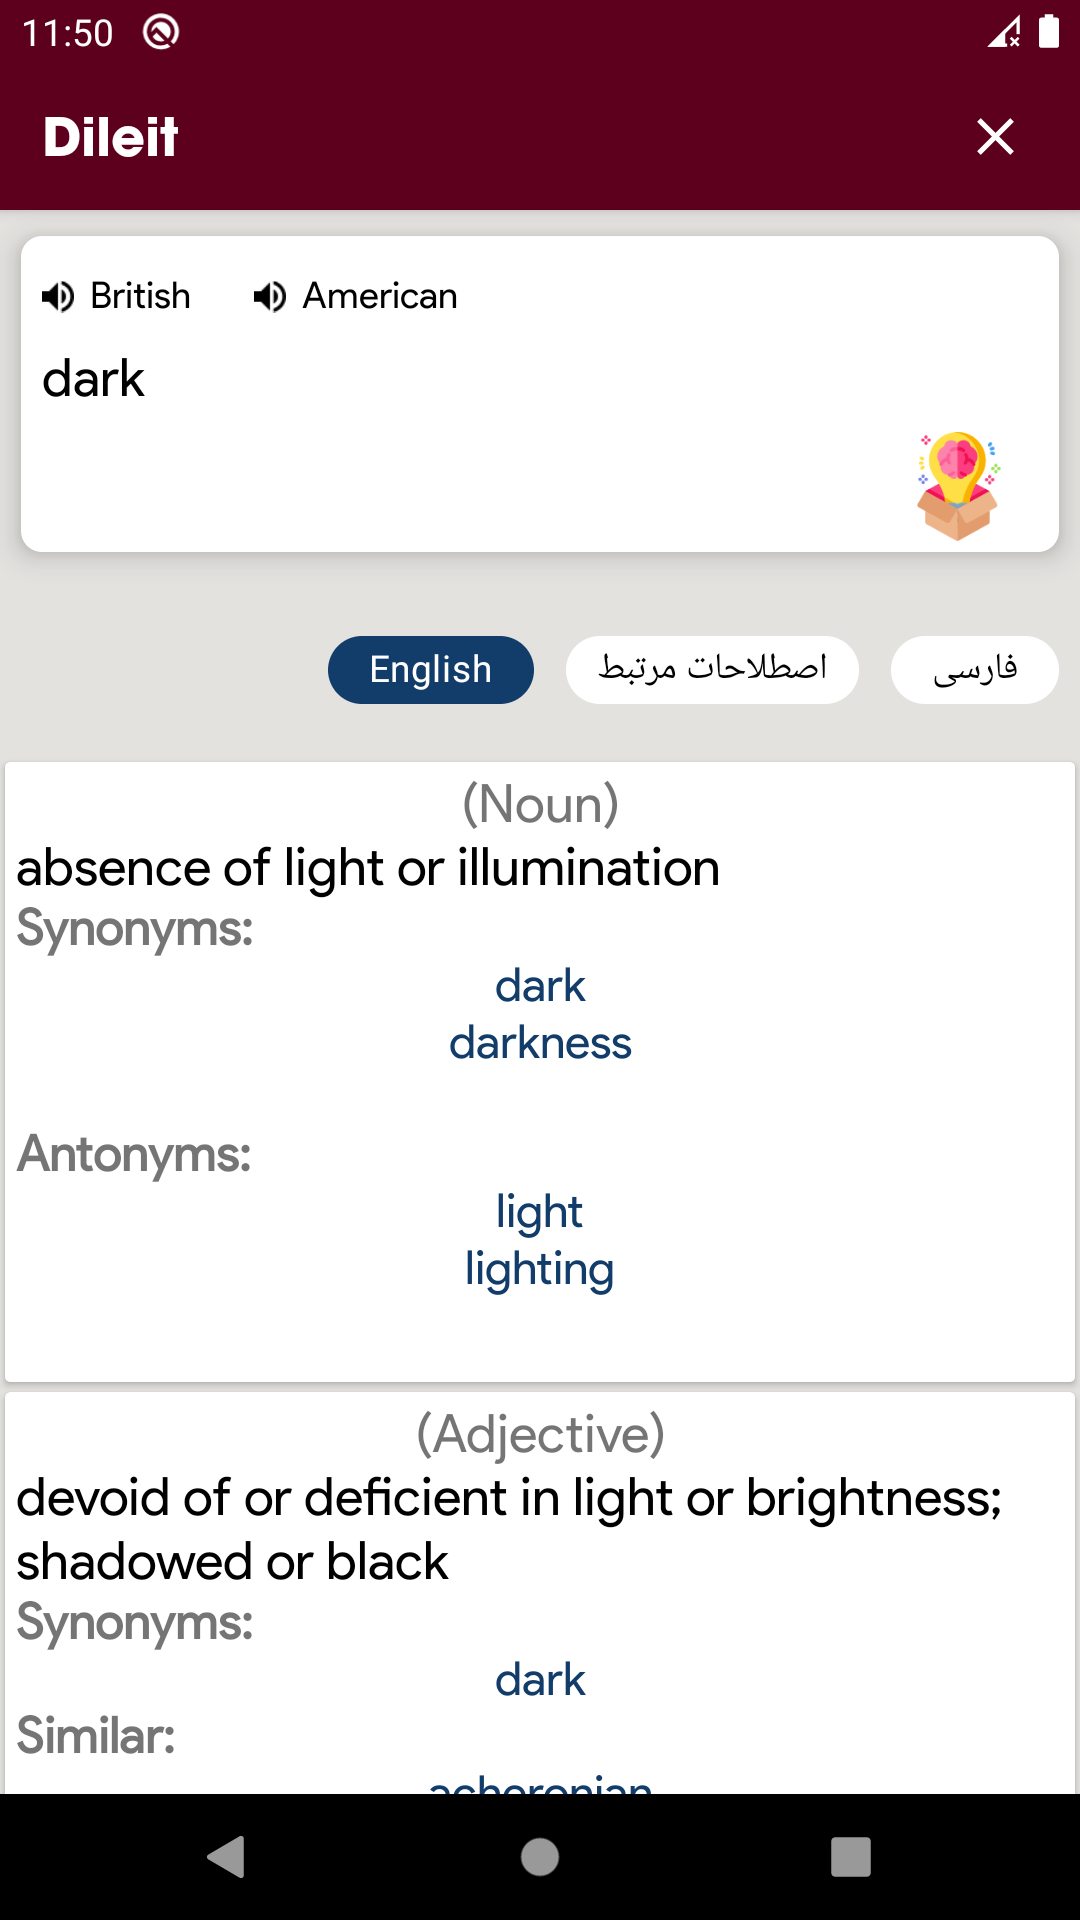 11:50
Dileit
British American
dark
English اصطلاحات مرتبط فارسی
(Noun)
absence of light or illumination
Synonyms:
dark
darkness
Antonyms:
light
lighting
(Adjective)
devoid of or deficient in light or brightness;
shadowed or black
Synonyms:
dark
Similar:
acheronian